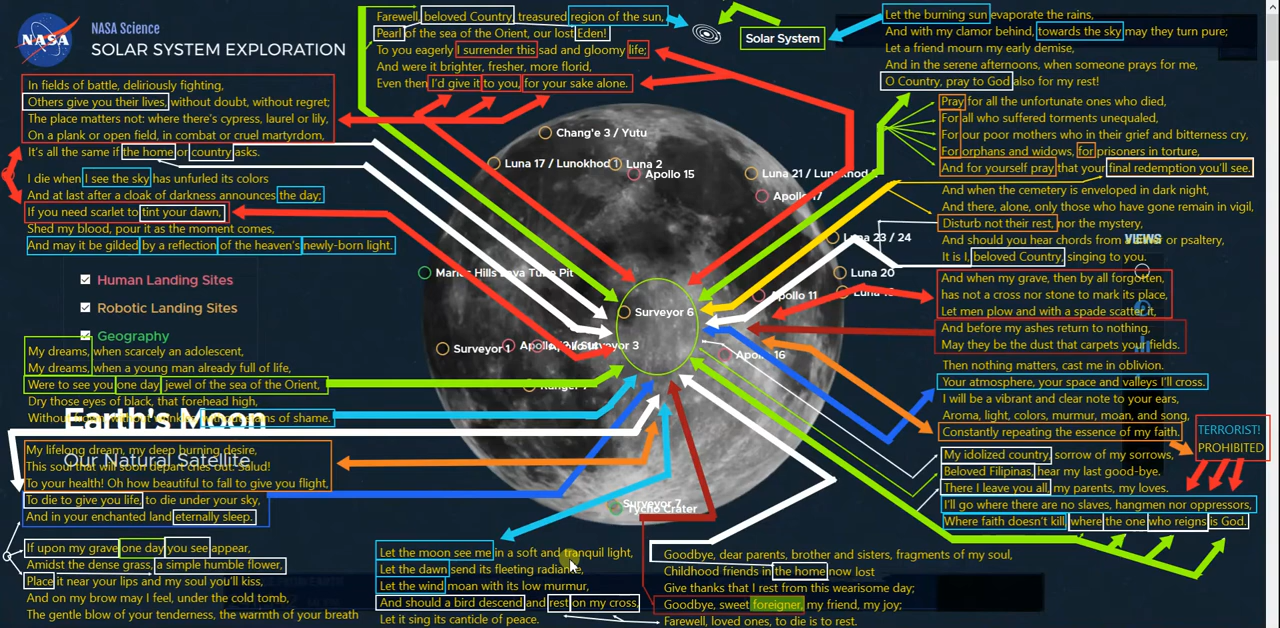 NASA
NASA Science
SOLAR SYSTEM EXPLORATION
In fields of battle, deliriously fighting,
Others give you their lives, without doubt, without regret;
The place matters not: where there's cypress, laurel or lily,
On a plank or open field, in combat or cruel martyrdom,
It's all the same if the home or country asks.
I die when I see the sky has unfurled its colors
And at last after a cloak of darkness announces the day;
If you need scarlet to tint your dawn,
Shed my blood, pour it as the moment comes,
And may it be gilded by a reflection of the heaven's newly-born light.
Human Landing Sites
Robotic Landing Sites
Geography
My dreams, when scarcely an adolescent,
My dreams, when a young man already full of life,
Were to see you one day jewel of the sea of the Orient,
Dry those eyes of black, that forehead high,
Without of shame.
Earth's Moon
Our Natural Satellite
My lifelong dream, my deep burning desire,
This soul that will soon depart cries out: Salud!
To your health! Oh how beautiful to fall to give you flight,
To die to give you life, to die under your sky,
And in your enchanted land eternally sleep.
If upon my grave one day you see appear,
Amidst the dense grass, a simple humble flower,
Place it near your lips and my soul you'll kiss,
And on my brow may I feel, under the cold tomb,
The gentle blow of your tenderness, the warmth of your breath
Farewell, beloved Country, treasured region of the sun,
Pearl of the sea of the Orient, our lost Eden!
To you eagerly I surrender this sad and gloomy life;
And were it brighter, fresher, more florid,
Even then I'd give it to you, for your sake alone.
Solar System
Chang'e 3 / Yutu
Luna 17 / Lunokhod 1
Luna 2
Apollo 15
Luna 21 / Lunokhod
Apollo 17
Luna 23 / 24
Marius Hills Lava Tube Pit
Luna 20
Apollo 11
Surveyor 6
Surveyor 1
Surveyor 3
Apollo 16
Surveyor 7
Tycho Crater
Let the moon see me in a soft and tranquil light,
Let the dawn send its fleeting radiance,
Let the wind moan with its low murmur,
And should a bird descend and rest on my cross,
Let it sing its canticle of peace.
Goodbye, dear parents, brother and sisters, fragments of my soul,
Childhood friends in the home now lost
Give thanks that I rest from this wearisome day;
Goodbye, sweet foreigner, my friend, my joy;
Farewell, loved ones, to die is to rest.
Let the burning sun evaporate the rains,
And with my clamor behind, towards the sky may they turn pure;
Let a friend mourn my early demise,
And in the serene afternoons, when someone prays for me,
O Country, pray to God also for my rest!
Pray for all the unfortunate ones who died,
For all who suffered torments unequaled,
For our poor mothers who in their grief and bitterness cry,
For orphans and widows, for prisoners in torture,
And for yourself pray that your final redemption you'll see.
And when the cemetery is enveloped in dark night,
And there, alone, only those who have gone remain in vigil,
Disturb not their rest, nor the mystery,
And should you hear chords from a or psaltery,
VIEWS
It is I, beloved Country, singing to you.
And when my grave, then by all forgotten,
has not a cross nor stone to mark its place,
Let men plow and with a spade scatter it,
And before my ashes return to nothing,
May they be the dust that carpets your fields.
Then nothing matters, cast me in oblivion.
Your atmosphere, your space and valleys I'll cross.
I will be a vibrant and clear note to your ears,
Aroma, light, colors, murmur, moan, and song,
Constantly repeating the essence of my faith.
TERRORIST!
PROHIBITED
My idolized country, sorrow of my sorrows,
Beloved Filipinas, hear my last good-bye.
There I leave you all, my parents, my loves.
I'll go where there are no slaves, hangmen nor oppressors,
Where faith doesn't kill, where the one who reigns is God.